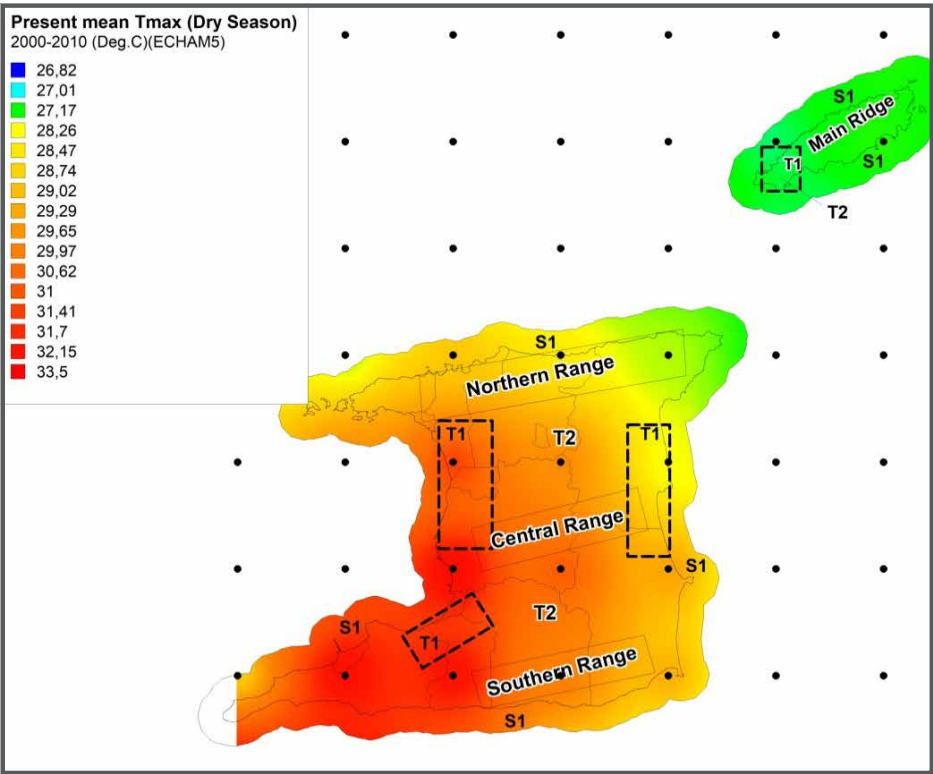 Present mean Tmax (Dry Season)
2000-2010 (Deg.C)(ECHAM5)
26,82
27,01
27,17
28,26
28,47
28,74
29,02
29,29
29,65
29,97
30,62
31
31,41
31,7
32,15
33,5
S1
Main Ridge
T1
S1
T2
S1
Northern Range
T1
T2
T1
Central Range
S1
T2
S1
T1
Southern Range
S1